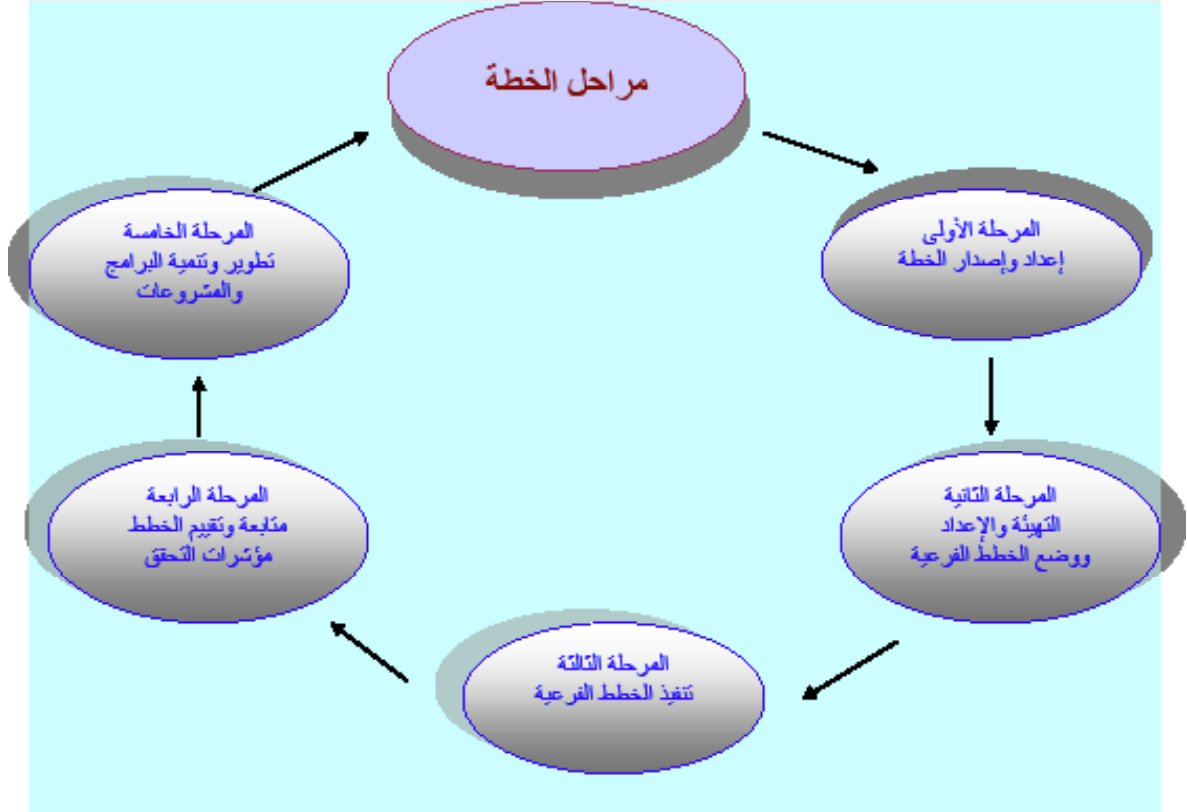 مراحل الخطة
المرحلة الأولى
إعداد وإصدار الخطة
المرحلة الثانية
التهيئة والإعداد
ووضع الخطط الفرعية
المرحلة الثالثة
تنفيذ الخطط الفرعية
المرحلة الرابعة
متابعة وتقييم الخطط
مؤشرات التحقق
المرحلة الخامسة
تطوير وتنمية البرامج
والمشروعات